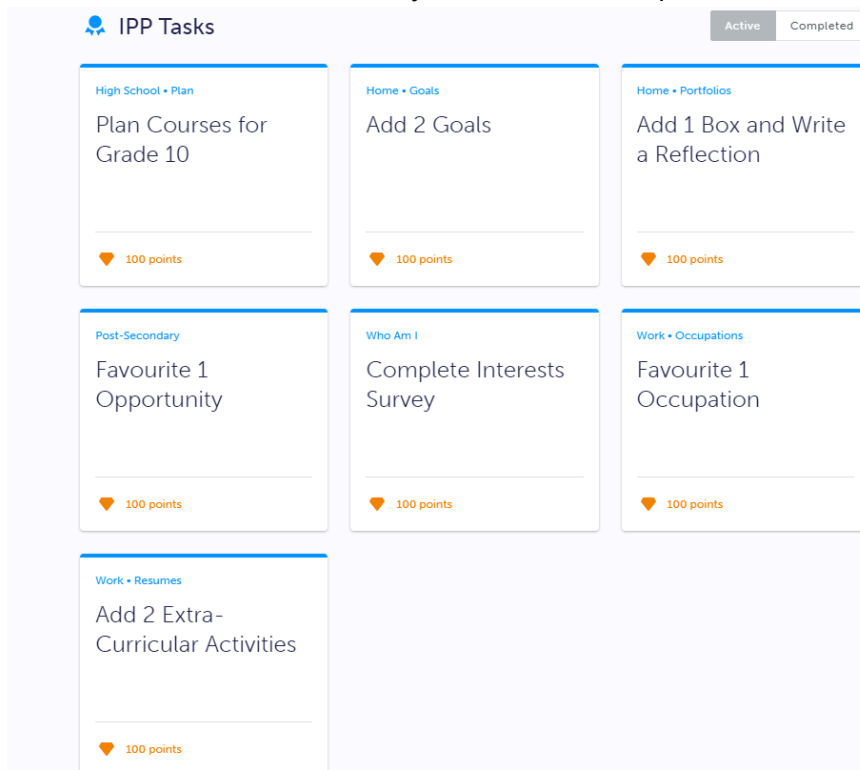 IPP Tasks
Active Completed
High School • Plan
Plan Courses for
Grade 10
100 points
Home • Goals
Add 2 Goals
100 points
Home • Portfolios
Add 1 Box and Write
a Reflection
100 points
Post-Secondary
Favourite 1
Opportunity
100 points
Who Am I
Complete Interests
Survey
100 points
Work • Occupations
Favourite 1
Occupation
100 points
Work • Resumes
Add 2 Extra-
Curricular Activities
100 points